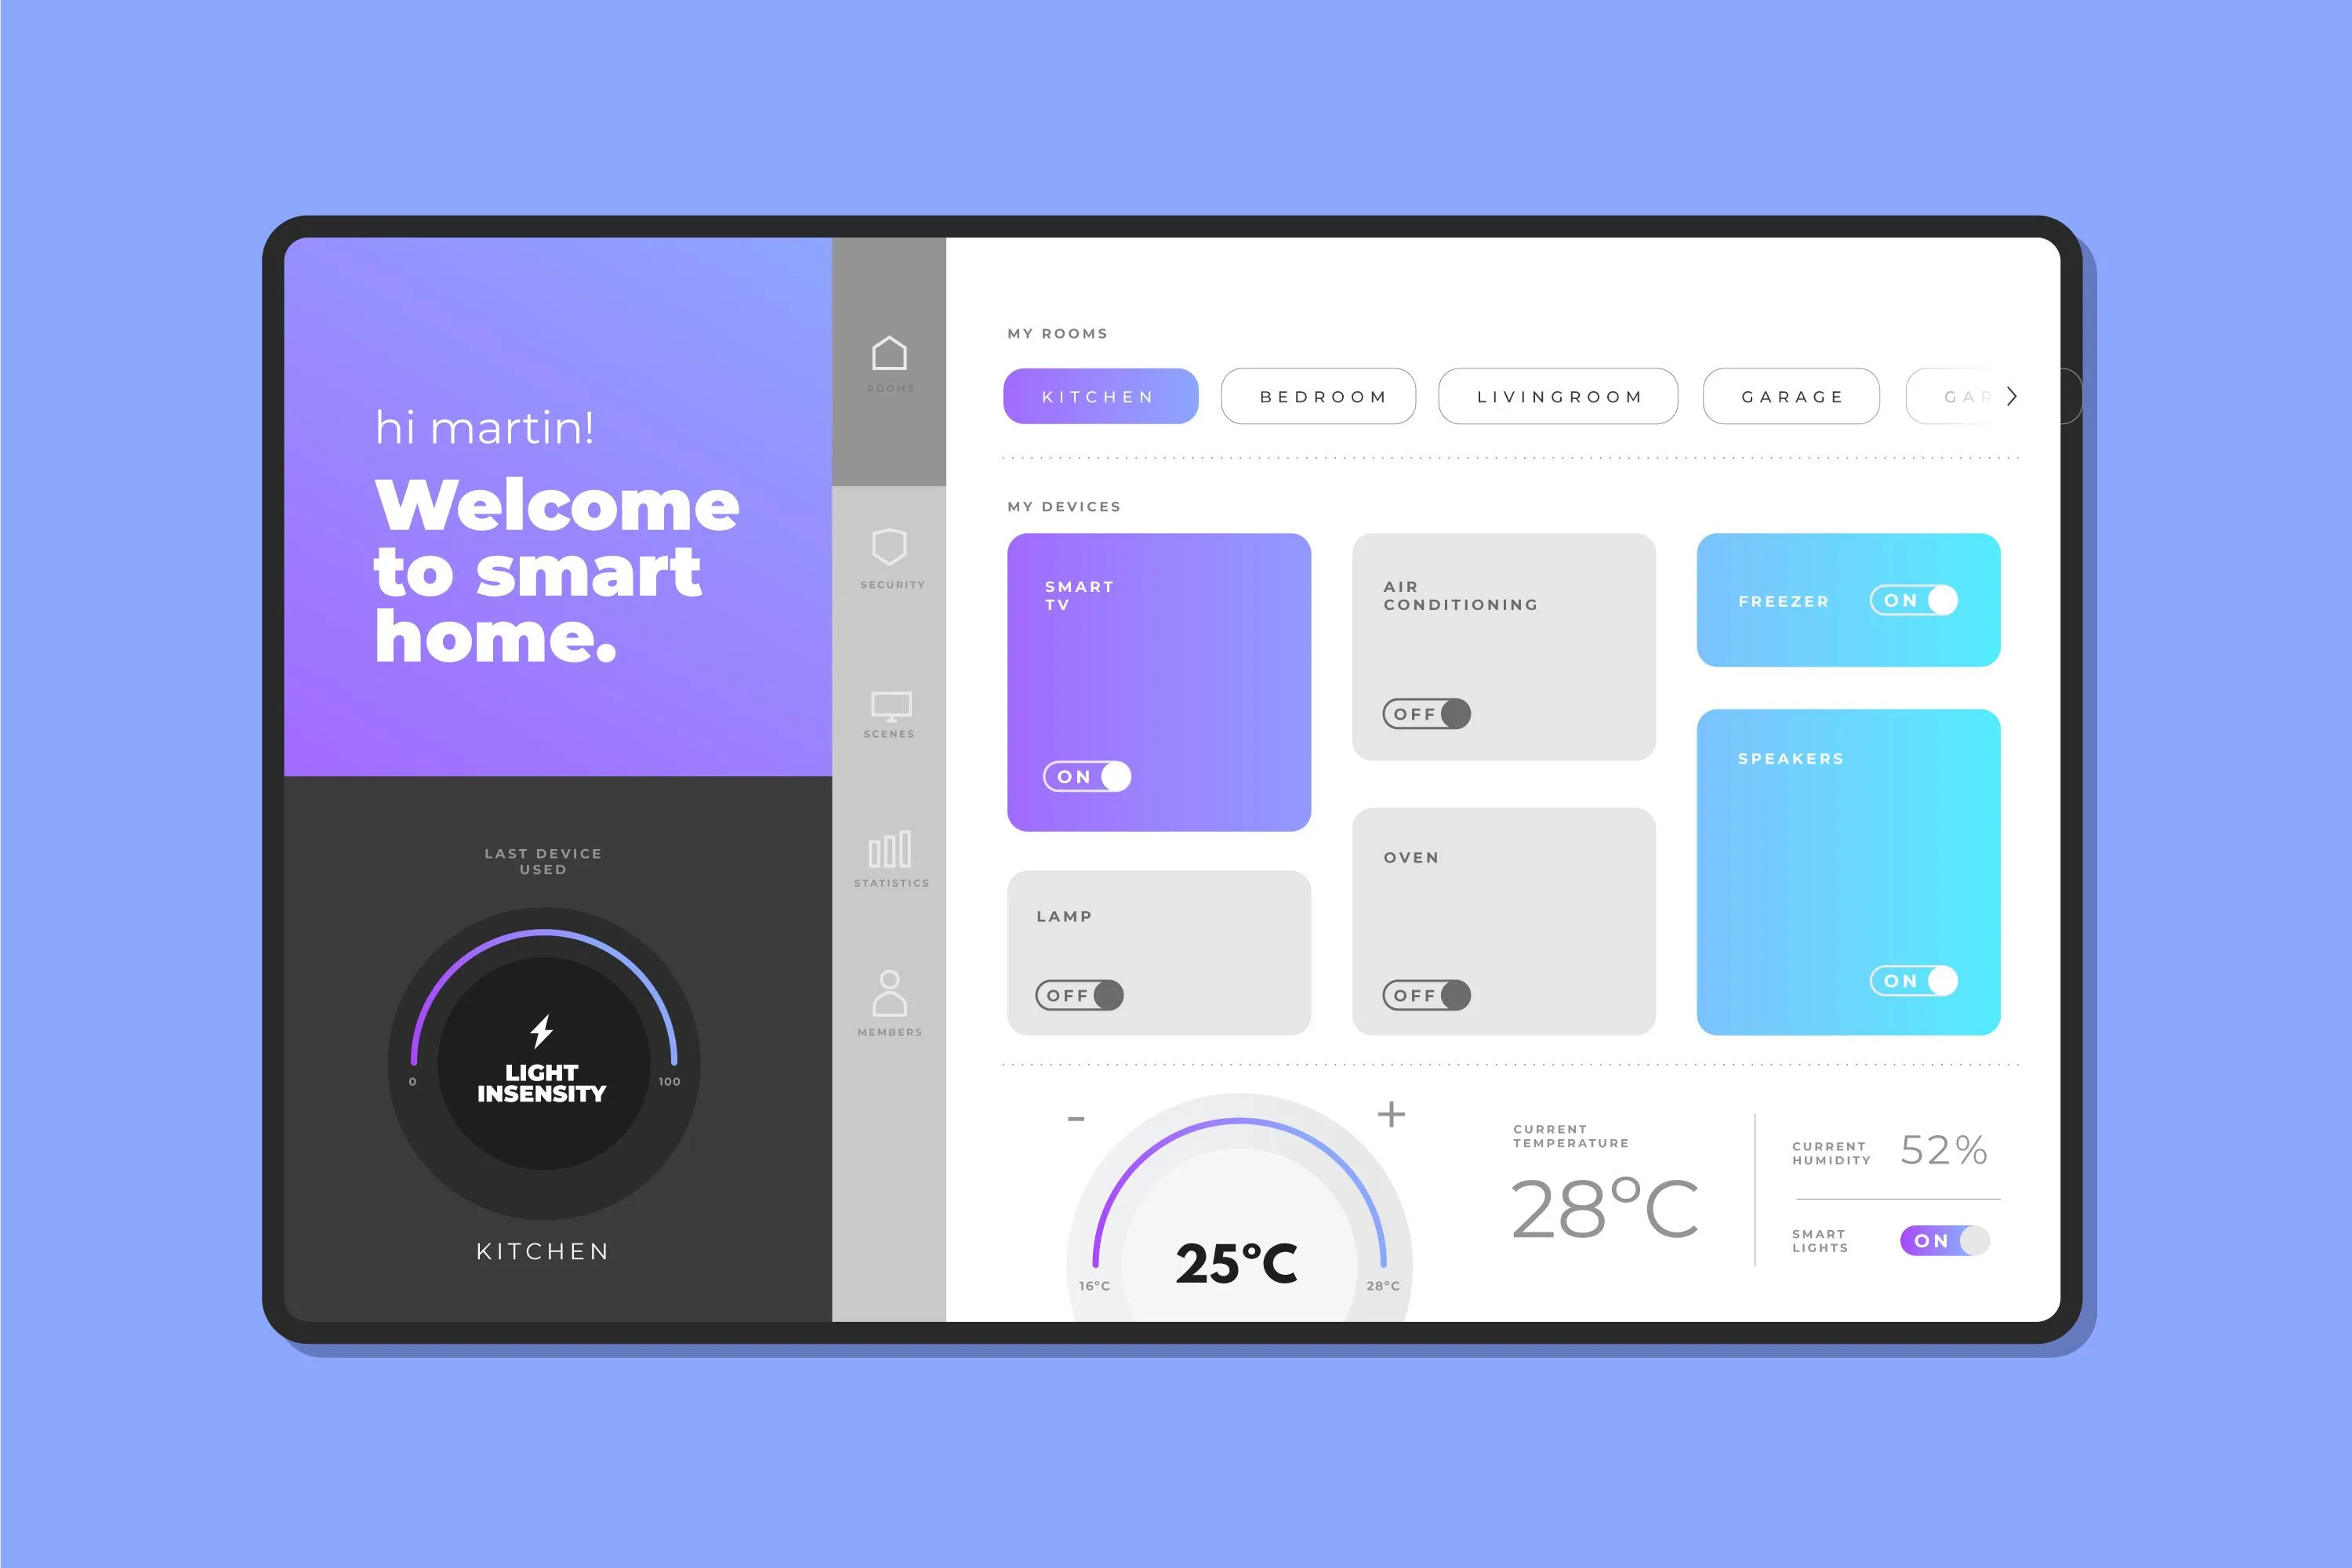 hi martin!
Welcome
to smart
home.
LAST DEVICE
USED
0
100
LIGHT
INSENSITY
KITCHEN
ROOMS
SECURITY
SCENES
STATISTICS
MEMBERS
MY ROOMS
KITCHEN
BEDROOM
LIVINGROOM
GARAGE
GAR
MY DEVICES
SMART
TV
ON
LAMP
OFF
AIR
CONDITIONING
OFF
OVEN
OFF
FREEZER
ON
SPEAKERS
ON
-
+
25°C
16°C
28°C
CURRENT
TEMPERATURE
28°C
CURRENT
HUMIDITY
52%
SMART
LIGHTS
ON